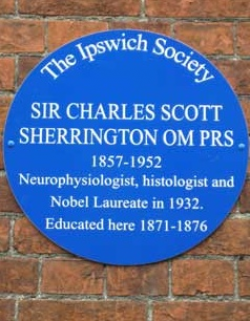 The Ipswich Society
SIR CHARLES SCOTT
SHERRINGTON OM PRS
1857-1952
Neurophysiologist, histologist and
Nobel Laureate in 1932.
Educated here 1871-1876